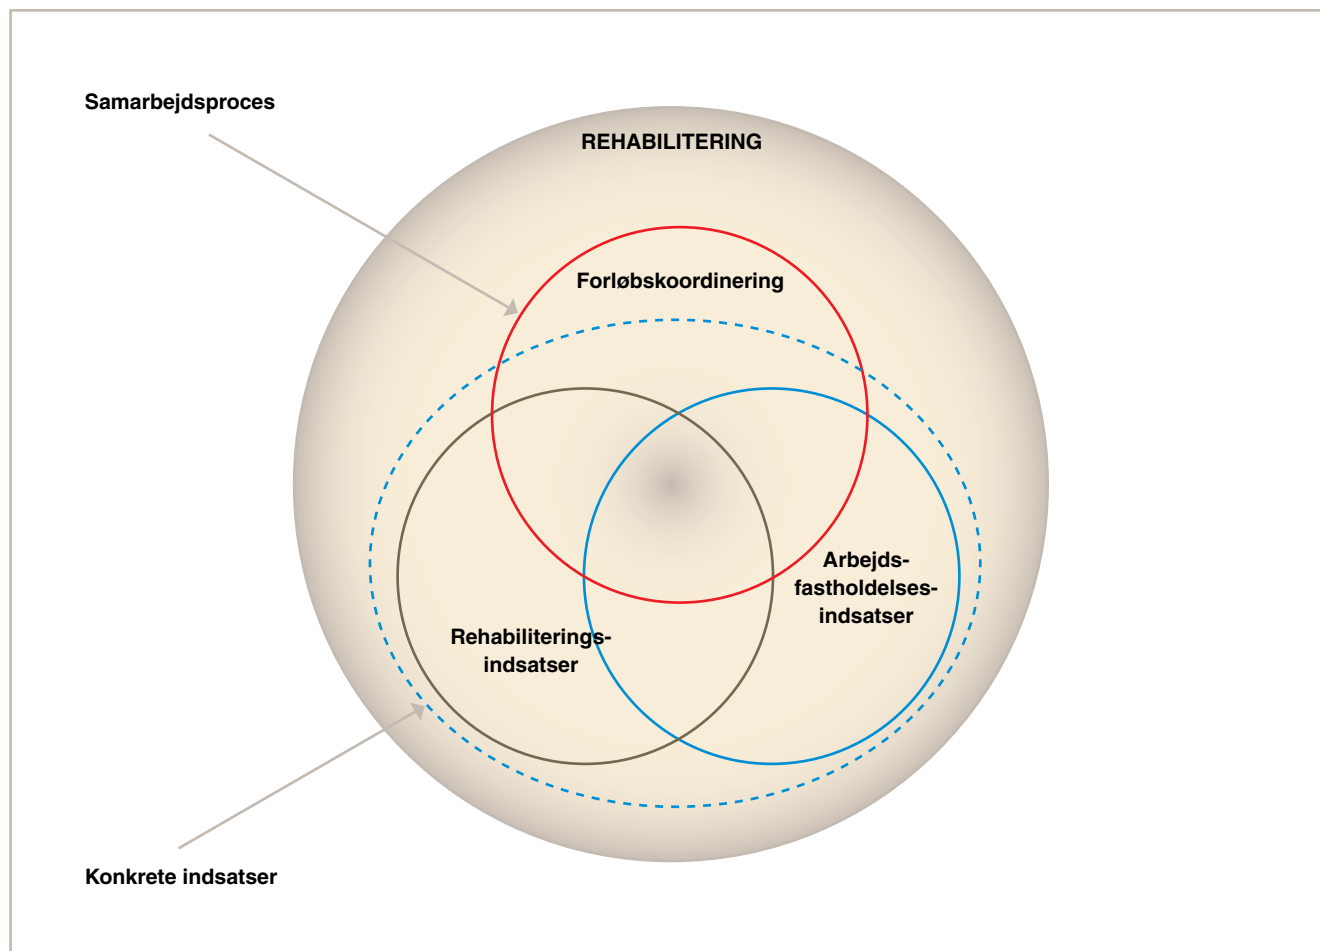 Samarbejdsproces
REHABILITERING
Forløbskoordinering
Arbejds-
fastholdelses-
indsatser
Rehabiliterings-
indsatser
Konkrete indsatser